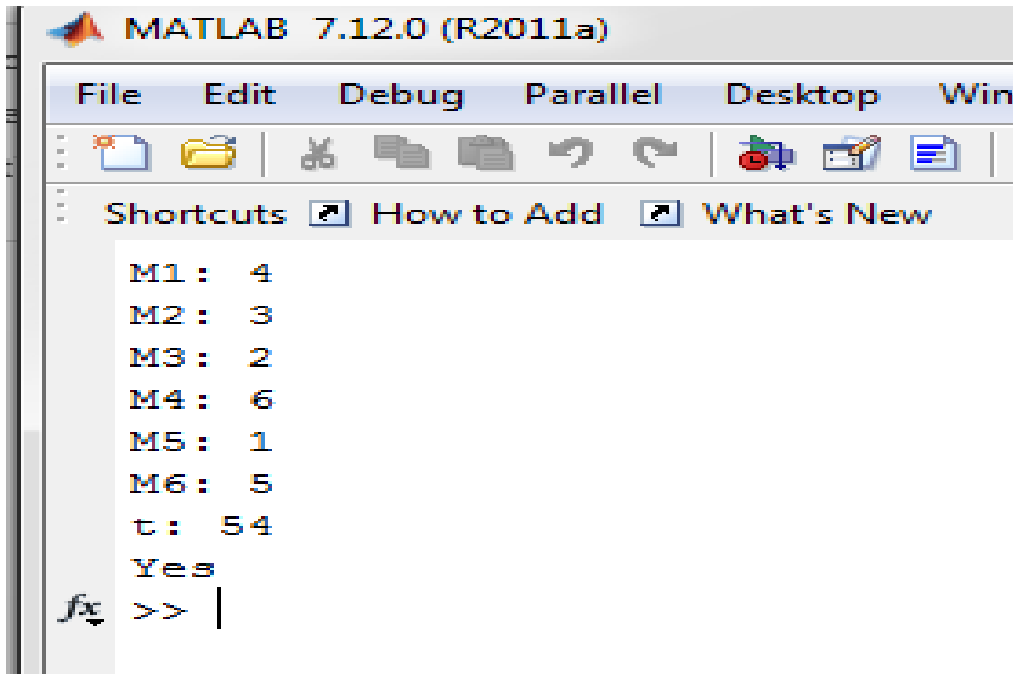 MATLAB 7.12.0 (R2011a)
File Edit Debug Parallel Desktop Win
Shortcuts How to Add What's New
M1: 4
M2: 3
M3: 2
M4: 6
M5: 1
M6: 5
t: 54
Yes
fx >>